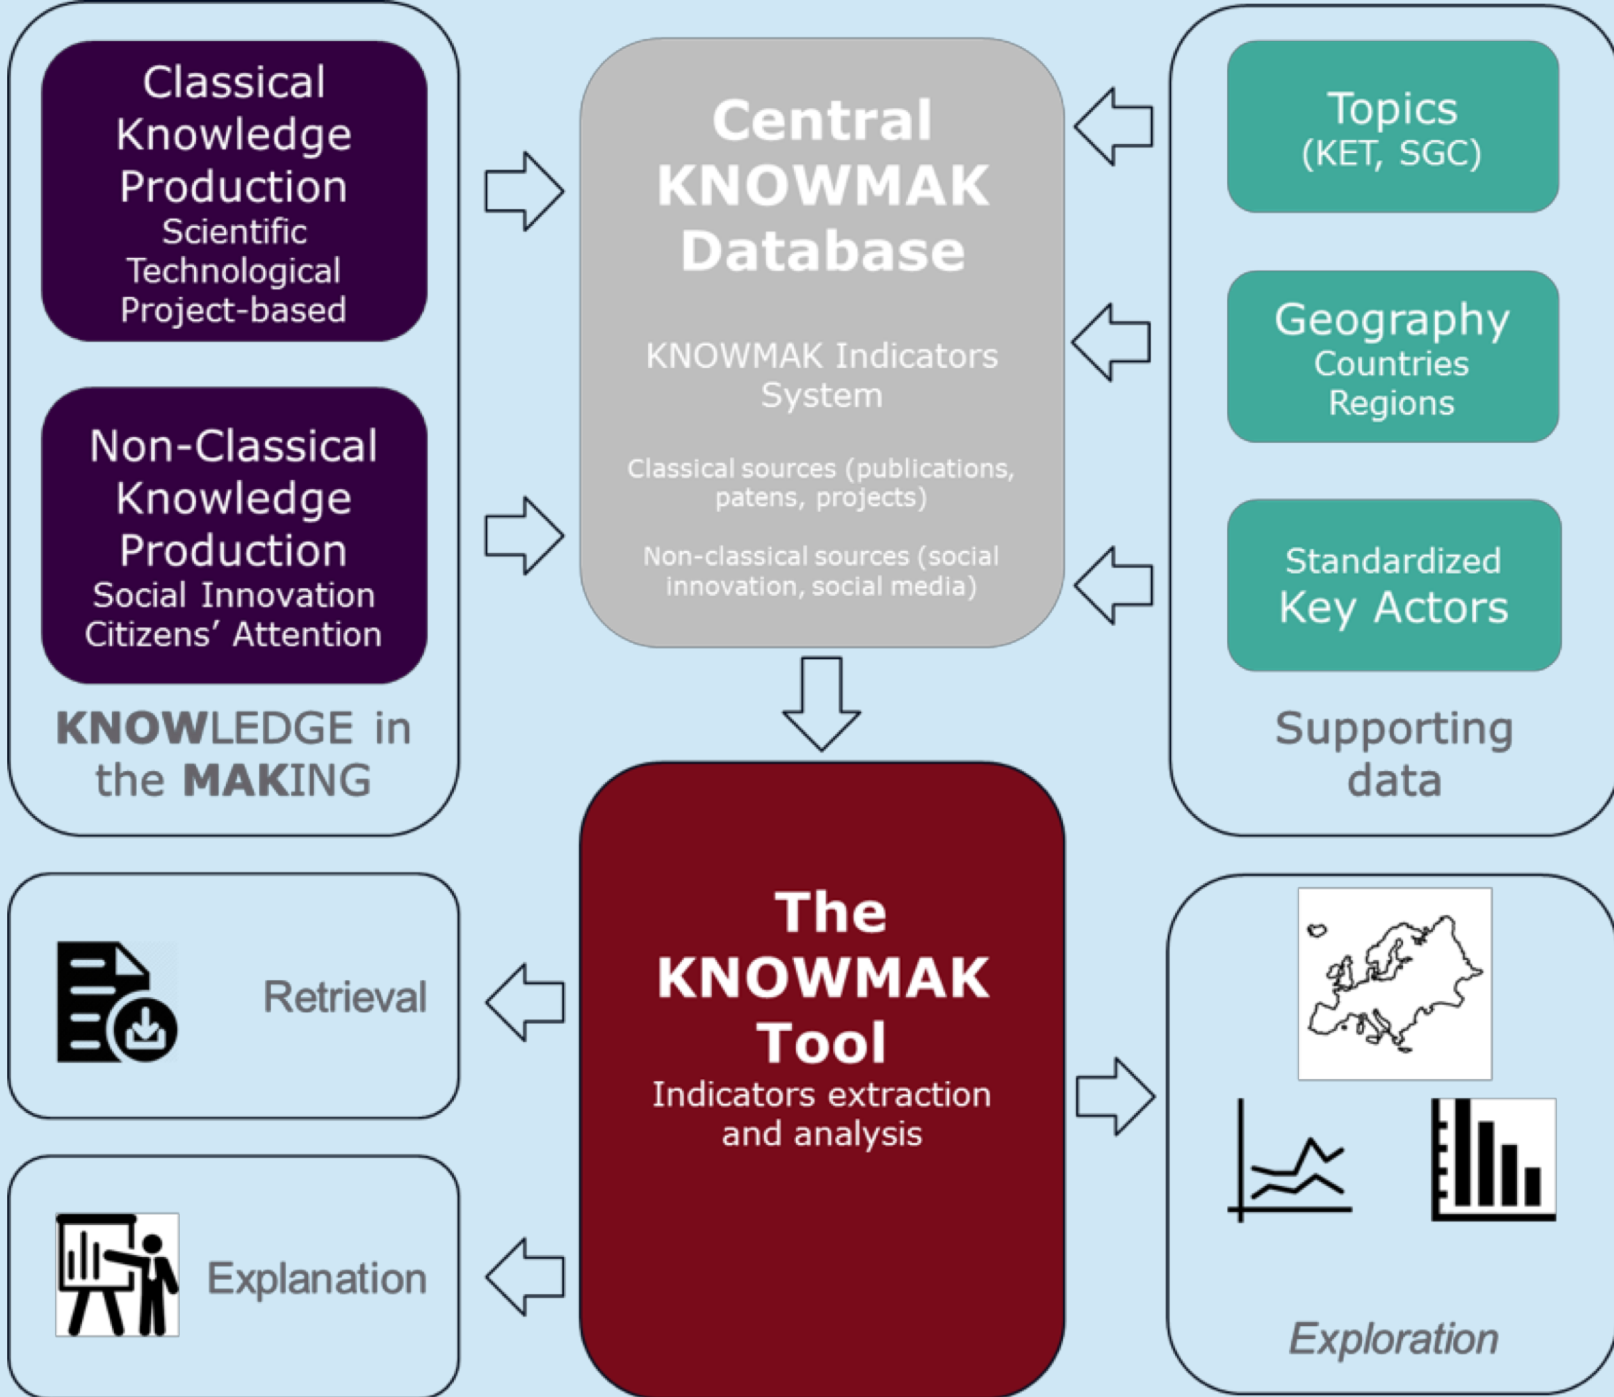 Classical
Knowledge
Production
Scientific
Technological
Project-based
Non-Classical
Knowledge
Production
Social Innovation
Citizens’ Attention
KNOWLEDGE in
the MAKING
Central
KNOWMAK
Database
KNOWMAK Indicators
System
Classical sources (publications,
patens, projects)
Non-classical sources (social
innovation, social media)
Topics
(KET, SGC)
Geography
Countries
Regions
Standardized
Key Actors
Supporting
data
Retrieval
Explanation
The
KNOWMAK
Tool
Indicators extraction
and analysis
Exploration